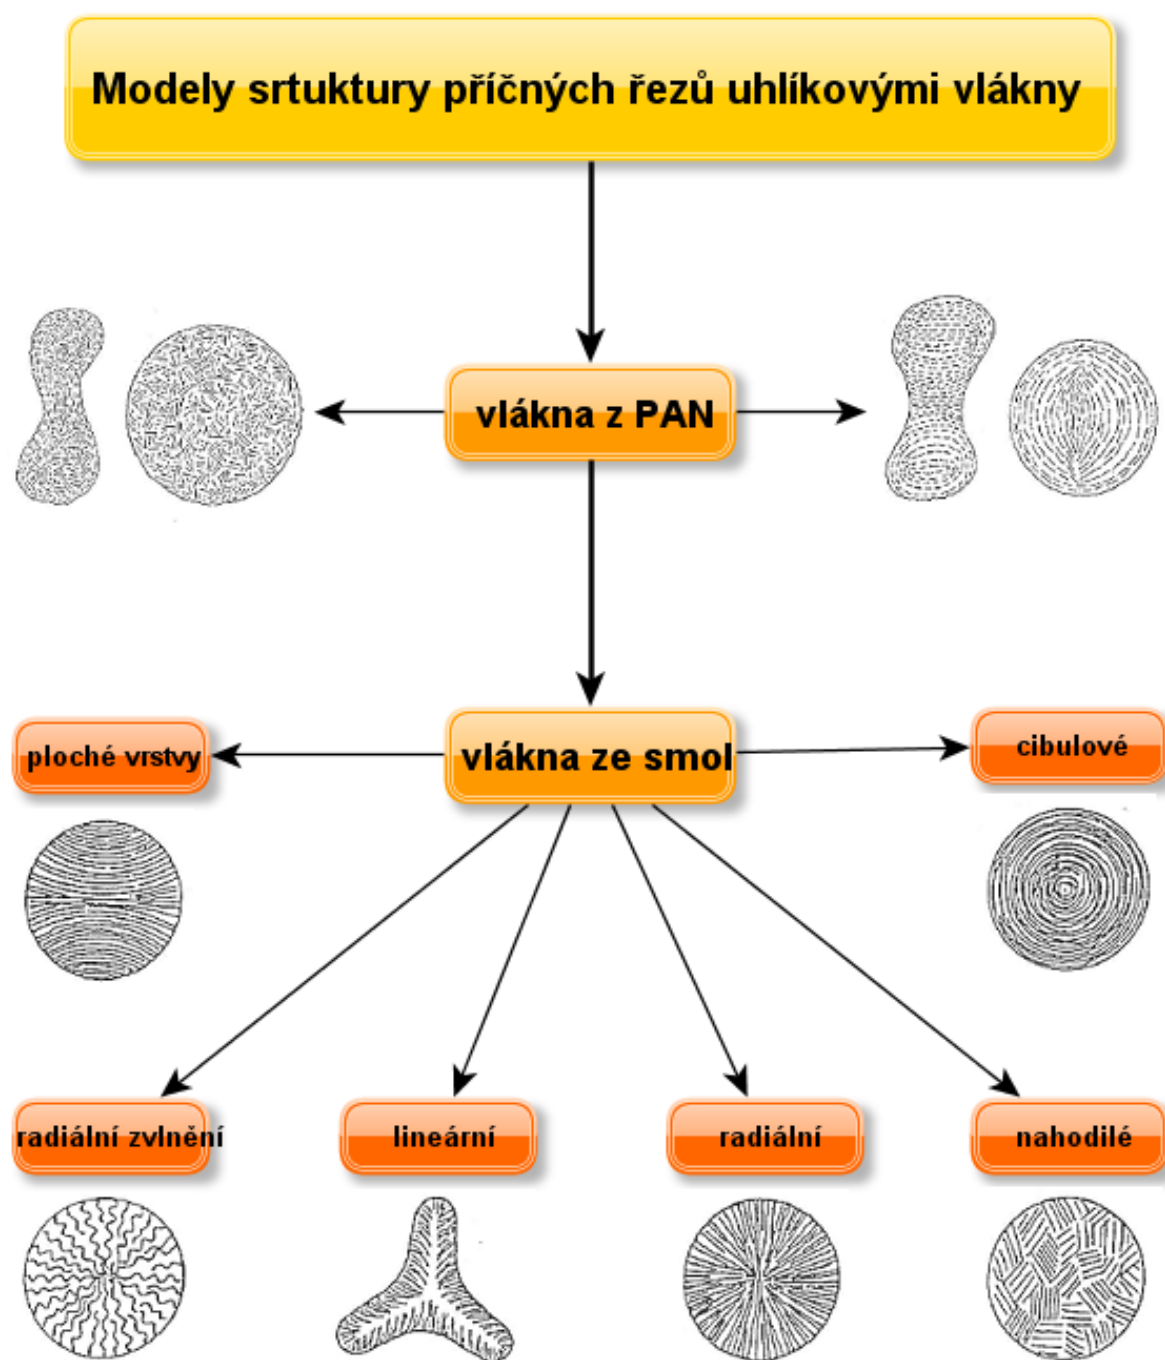 Modely srtuktury příčných řezů uhlíkovými vlákny
vlákna z PAN
ploché vrstvy
vlákna ze smol
cibulové
radiální zvlnění
lineární
radiální
nahodilé